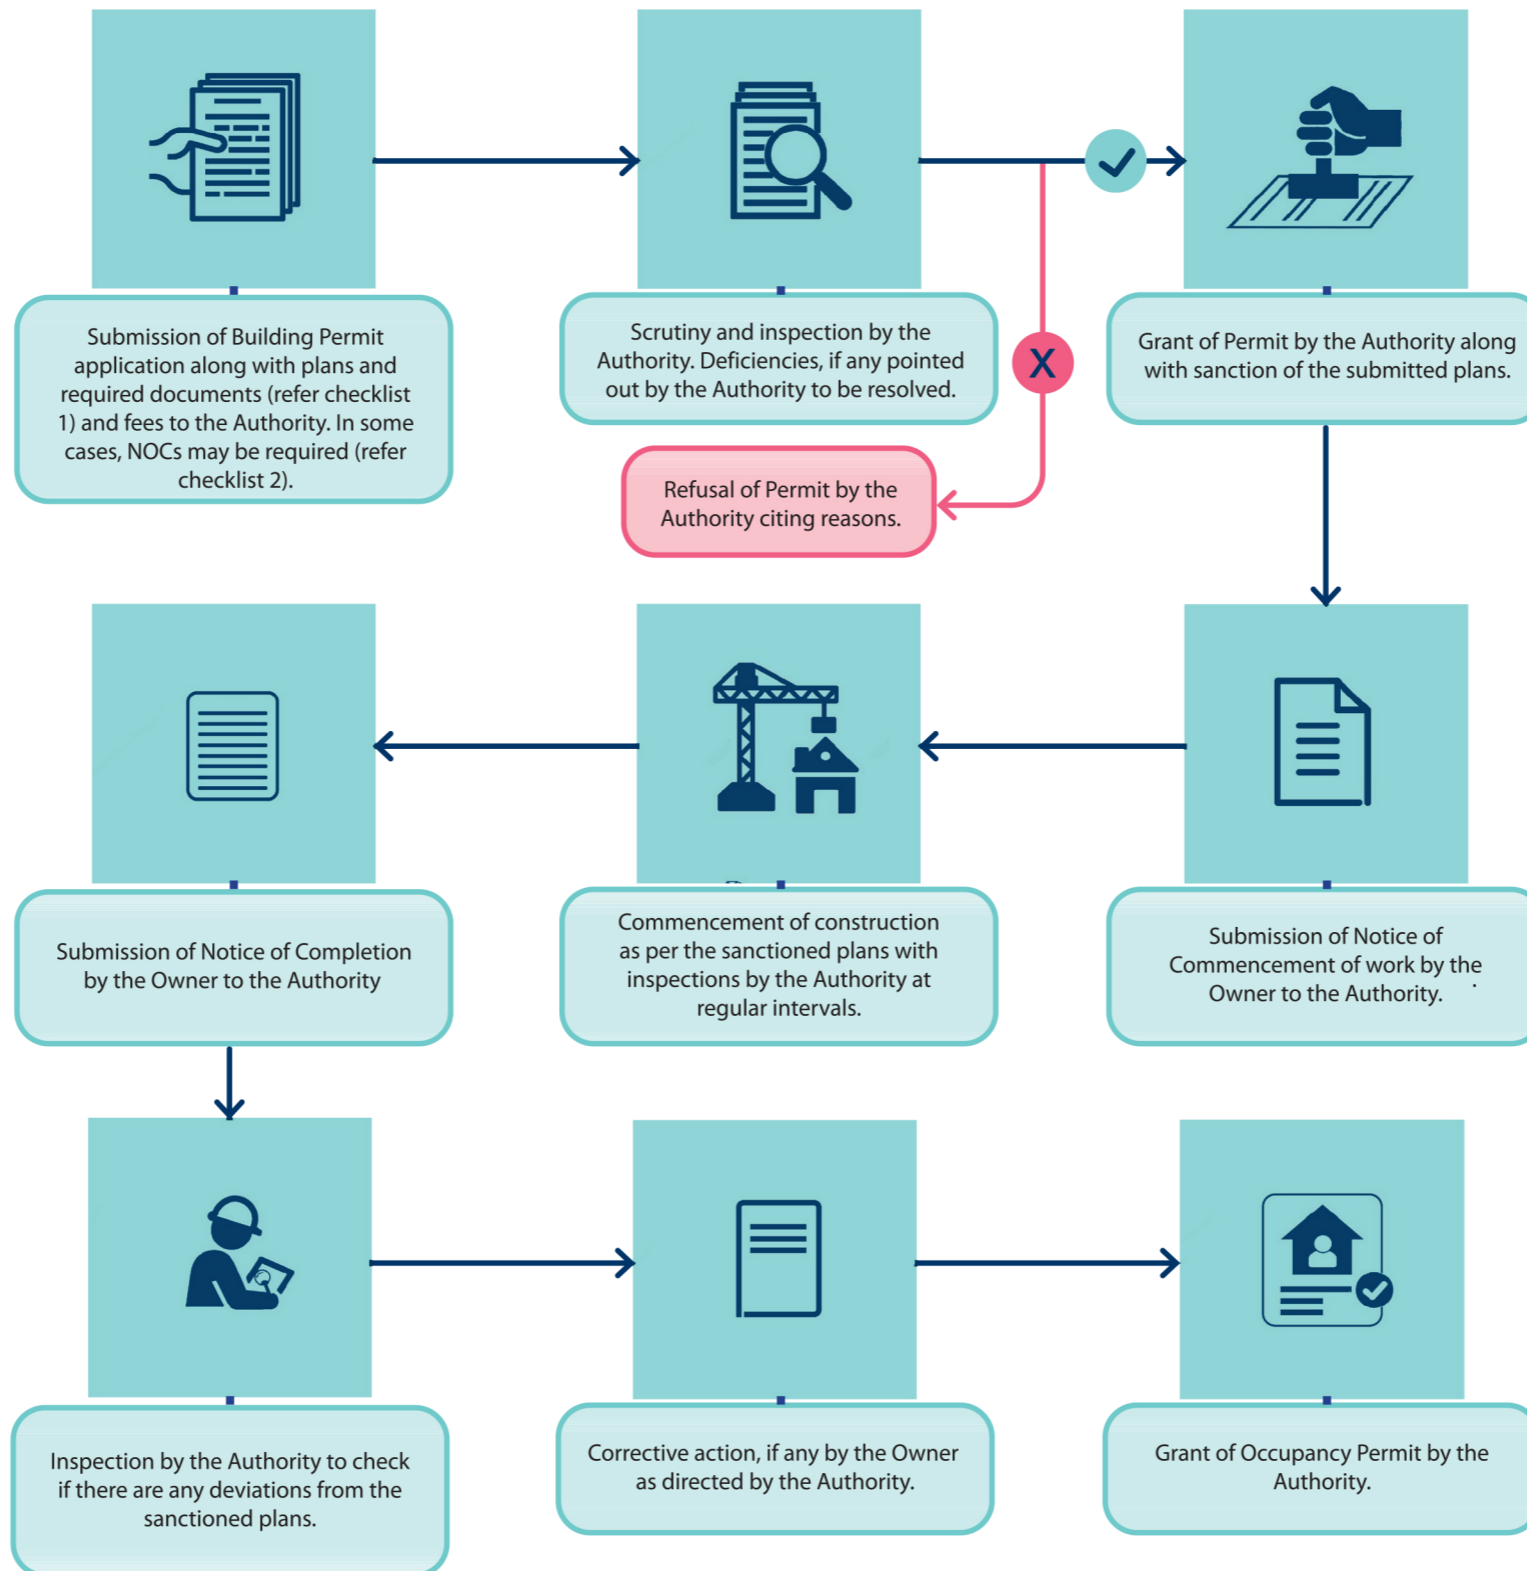 Submission of Building Permit
application along with plans and
required documents (refer checklist
1) and fees to the Authority. In some
cases, NOCs may be required (refer
checklist 2).
Scrutiny and inspection by the
Authority. Deficiencies, if any pointed
out by the Authority to be resolved.
X
Refusal of Permit by the
Authority citing reasons.
Grant of Permit by the Authority along
with sanction of the submitted plans.
Submission of Notice of
Commencement of work by the
Owner to the Authority.
Commencement of construction
as per the sanctioned plans with
inspections by the Authority at
regular intervals.
Submission of Notice of Completion
by the Owner to the Authority
Inspection by the Authority to check
if there are any deviations from the
sanctioned plans.
Corrective action, if any by the Owner
as directed by the Authority.
Grant of Occupancy Permit by the
Authority.